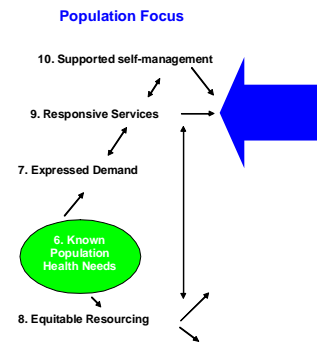 Population Focus
10. Supported self-management
9. Responsive Services
7. Expressed Demand
6. Known
Population
Health Needs
8. Equitable Resourcing